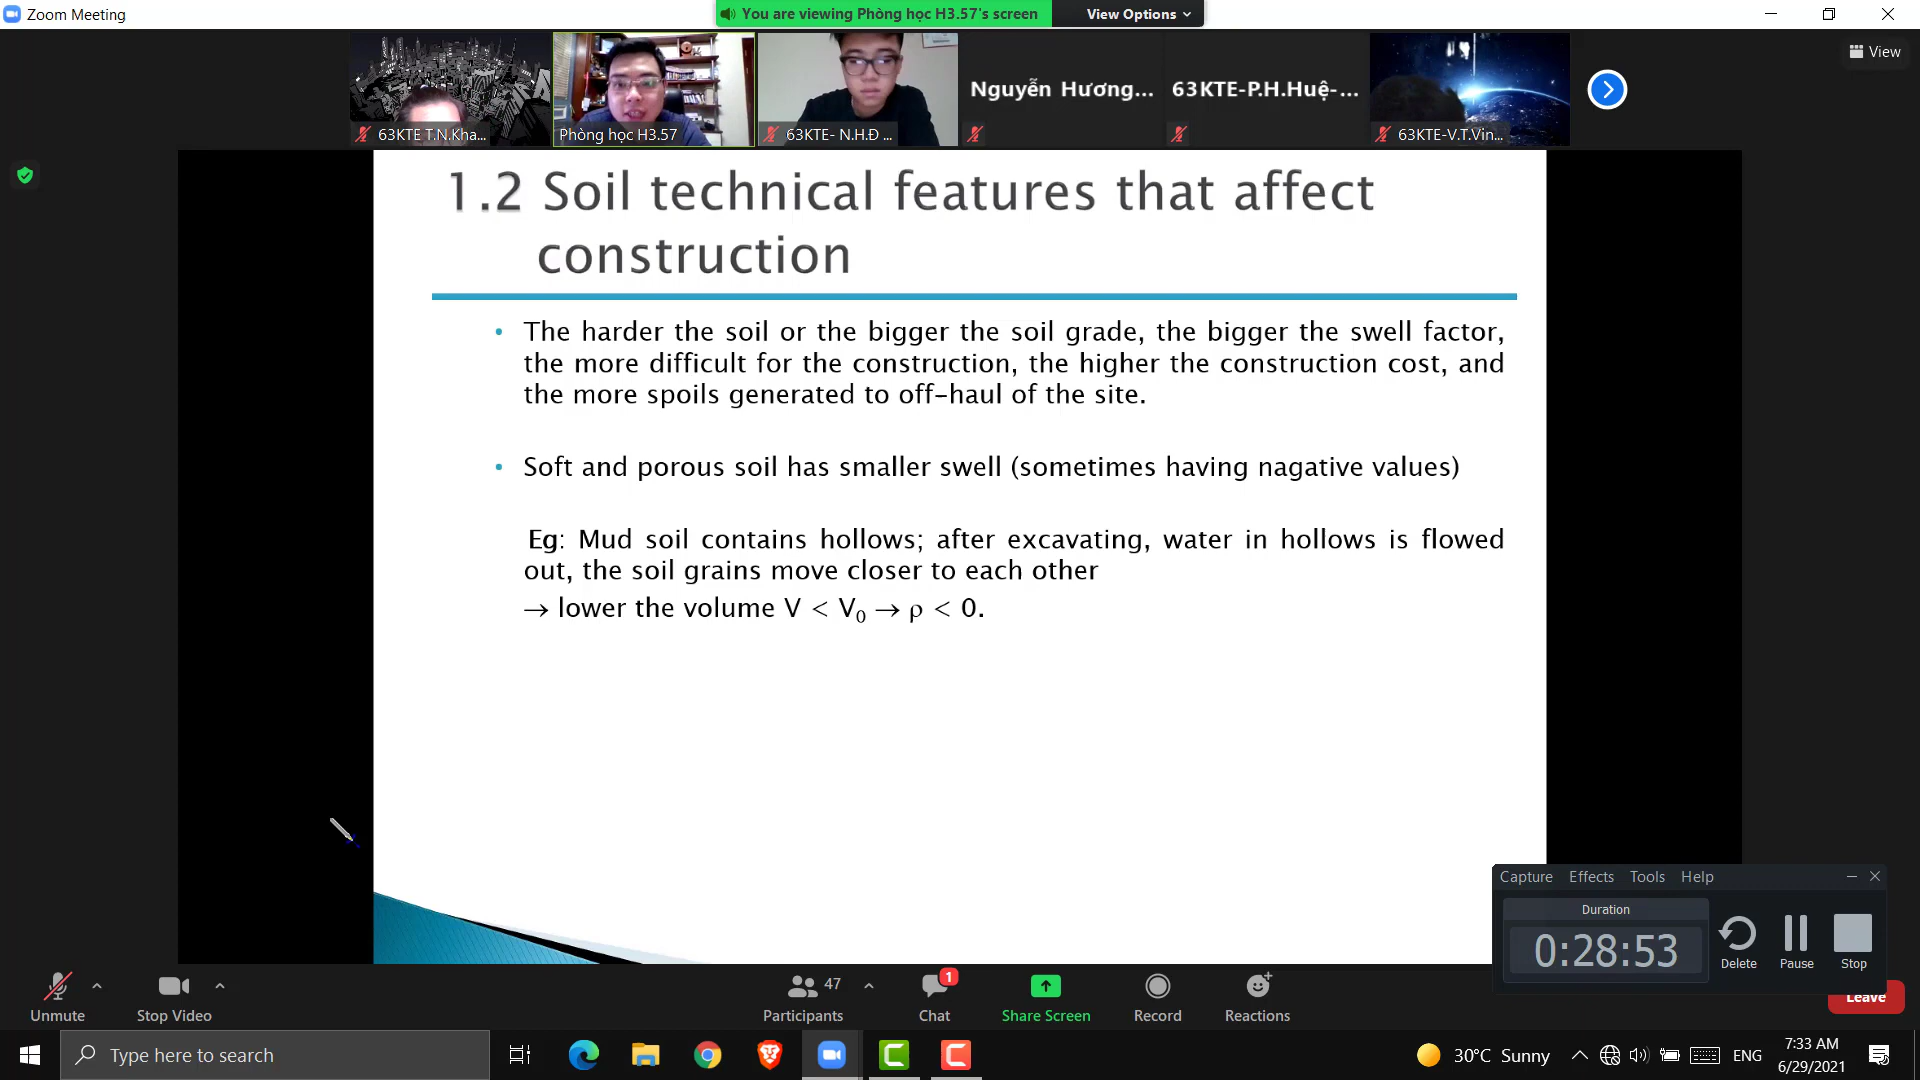 Zoom Meeting
You are viewing Phòng học H3.57's screen
View Options
View
63KTE T.N.Kha...
Phòng học H3.57
63KTE- N.H.Đ ...
Nguyễn Hương...
63KTE-P.H.Huệ-...
63KTE-V.T.Vin...
1.2 Soil technical features that affect
construction
• The harder the soil or the bigger the soil grade, the bigger the swell factor,
the more difficult for the construction, the higher the construction cost, and
the more spoils generated to off-haul of the site.
• Soft and porous soil has smaller swell (sometimes having nagative values)
Eg: Mud soil contains hollows; after excavating, water in hollows is flowed
out, the soil grains move closer to each other
→ lower the volume V < V₀ → ρ < 0.
Capture Effects Tools Help
Duration
0:28:53
Delete
Pause
Stop
Unmute
Stop Video
47
Participants
1
Chat
Share Screen
Record
Reactions
Leave
Type here to search
30°C Sunny
ENG
7:33 AM
6/29/2021